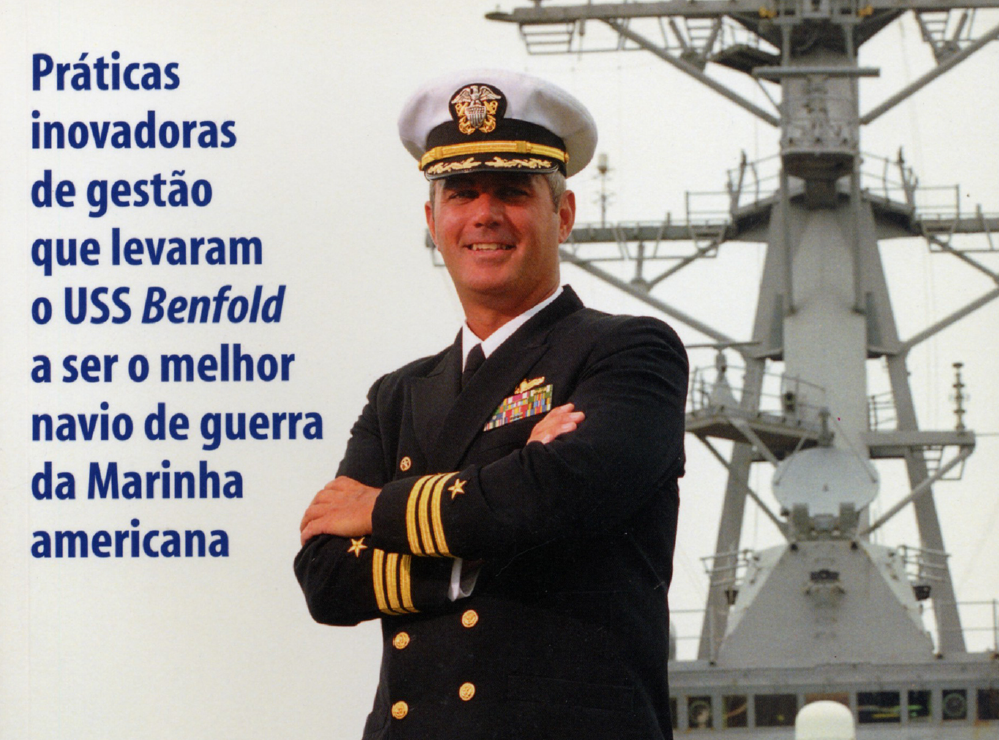 Práticas
inovadoras
de gestão
que levaram
o USS Benfold
a ser o melhor
navio de guerra
da Marinha
americana